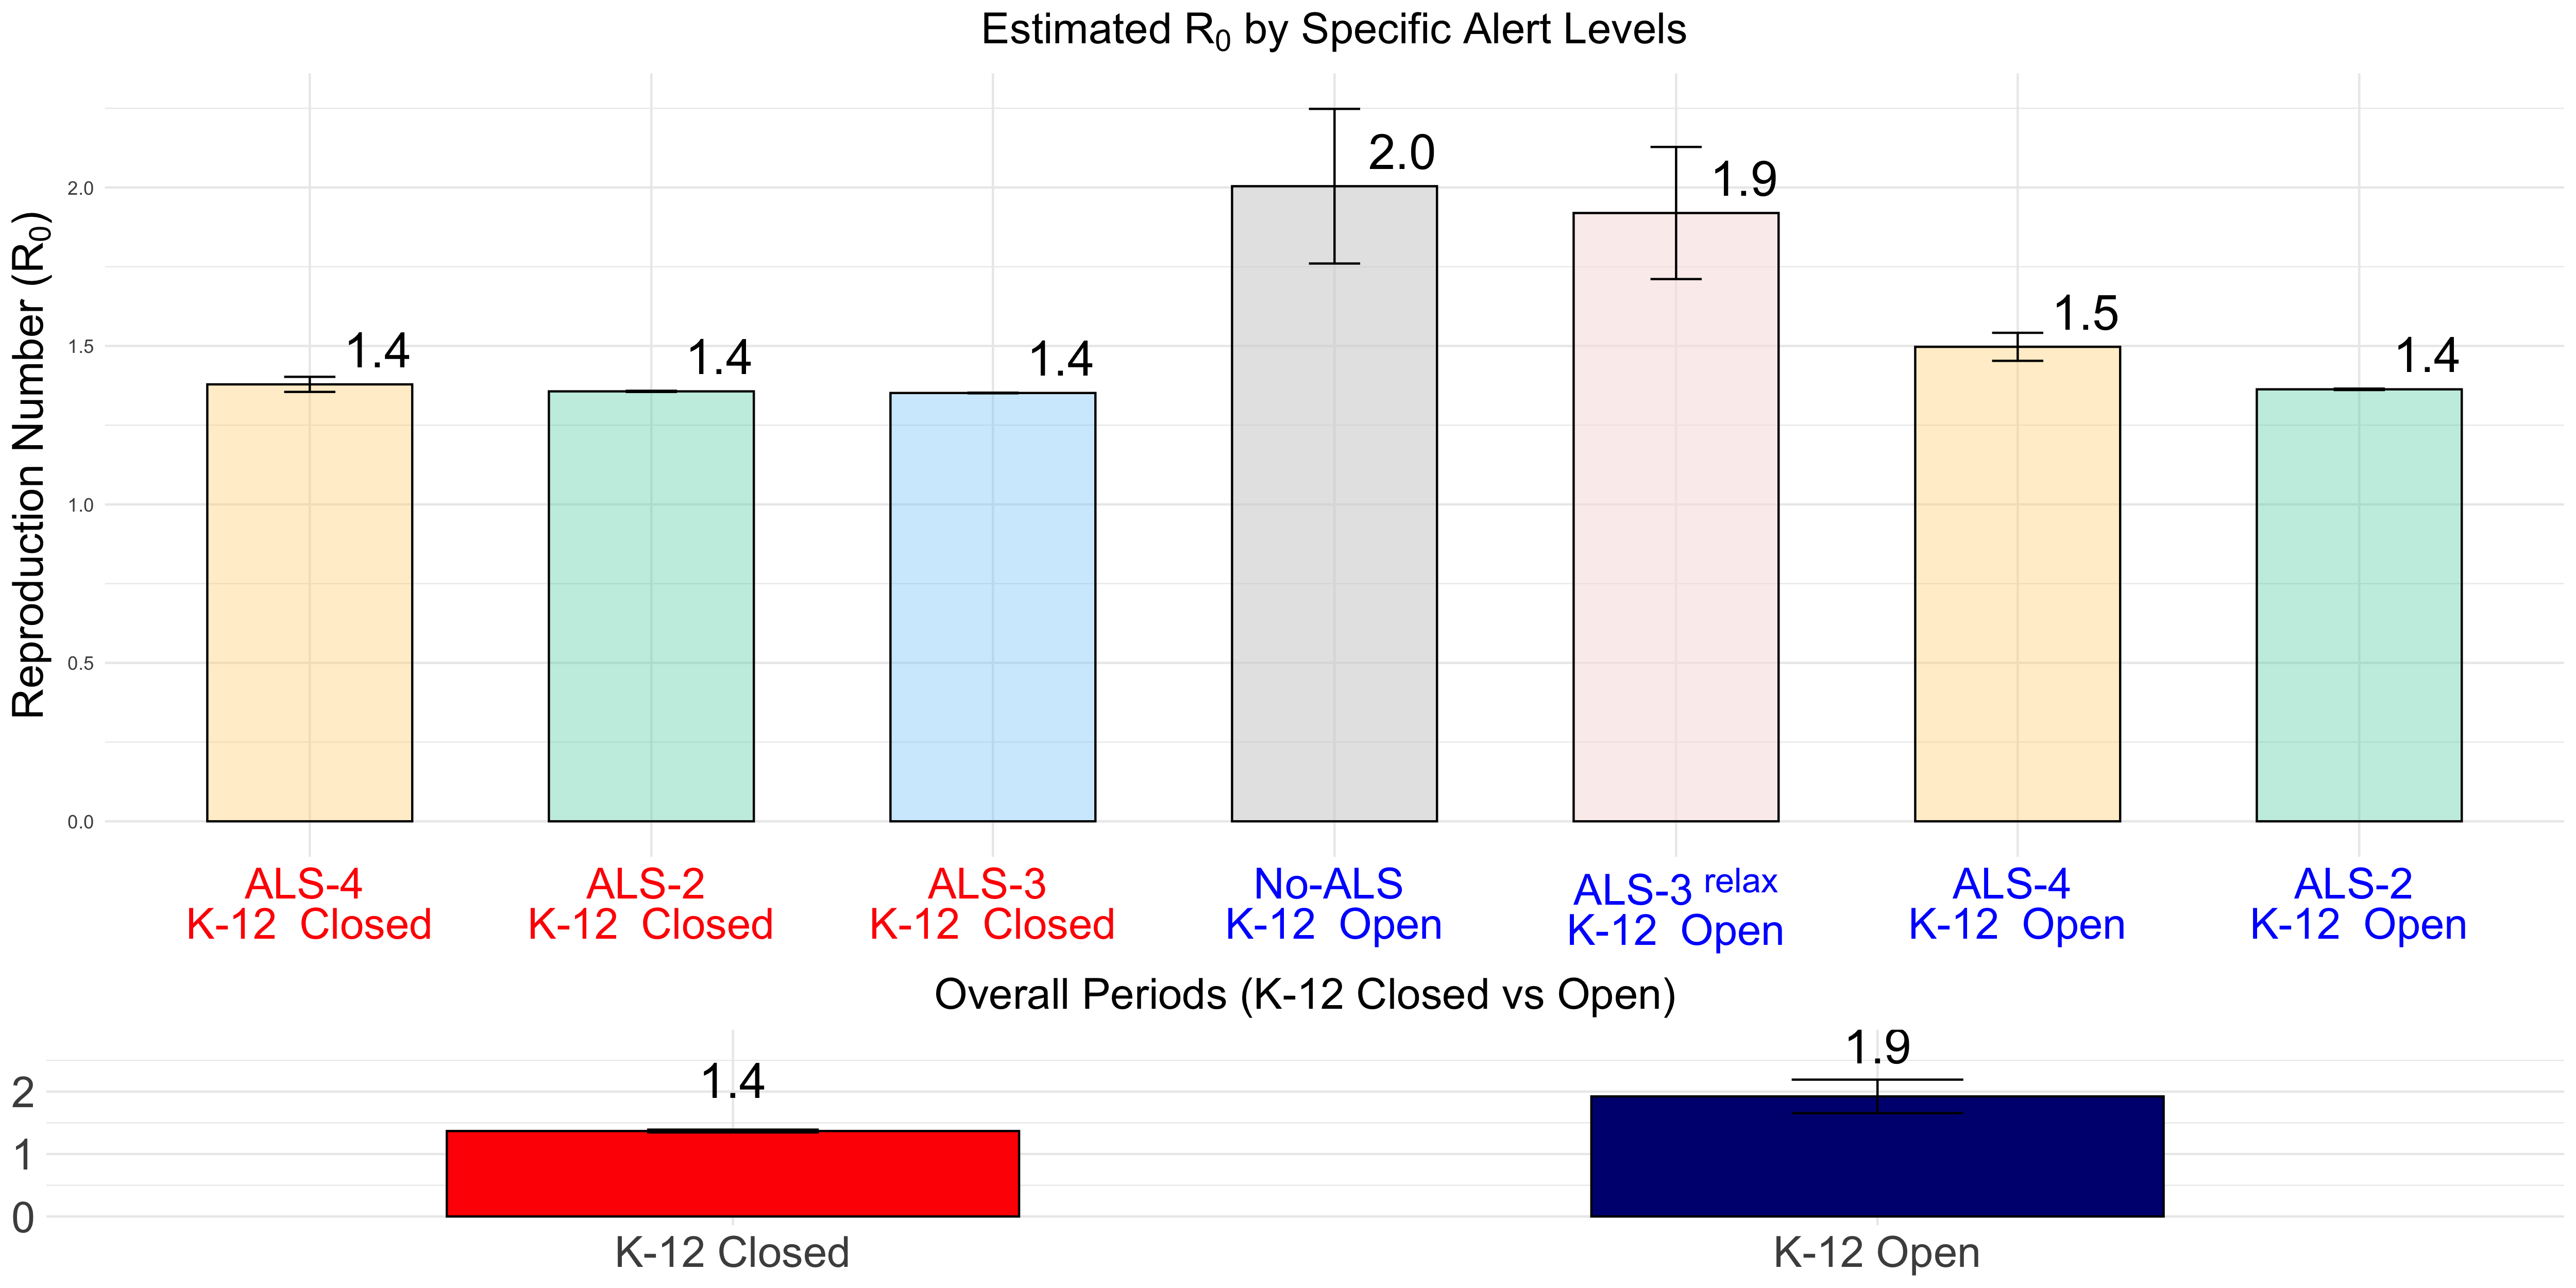 Estimated R₀ by Specific Alert Levels
Reproduction Number (R₀)
2.0
1.5
1.0
0.5
0.0
1.4
1.4
1.4
2.0
1.9
1.5
1.4
ALS-4
K-12 Closed
ALS-2
K-12 Closed
ALS-3
K-12 Closed
No-ALS
K-12 Open
ALS-3 relax
K-12 Open
ALS-4
K-12 Open
ALS-2
K-12 Open
Overall Periods (K-12 Closed vs Open)
2
1
0
1.4
1.9
K-12 Closed
K-12 Open